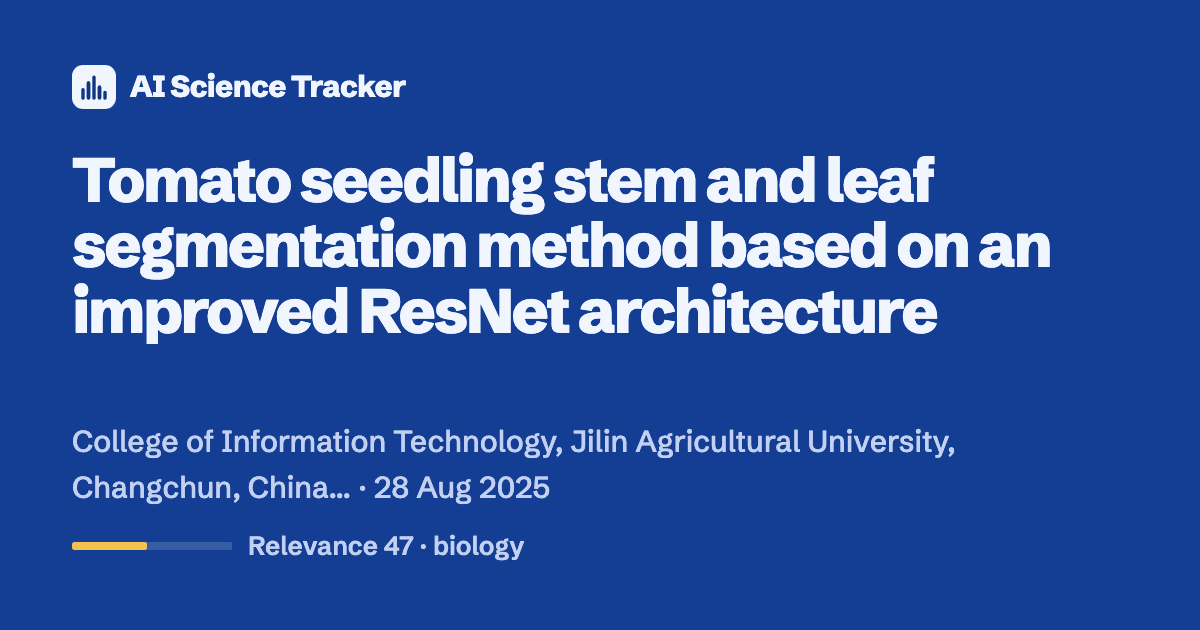 AI Science Tracker
Tomato seedling stem and leaf
segmentation method based on an
improved ResNet architecture
College of Information Technology, Jilin Agricultural University,
Changchun, China... · 28 Aug 2025
Relevance 47 · biology